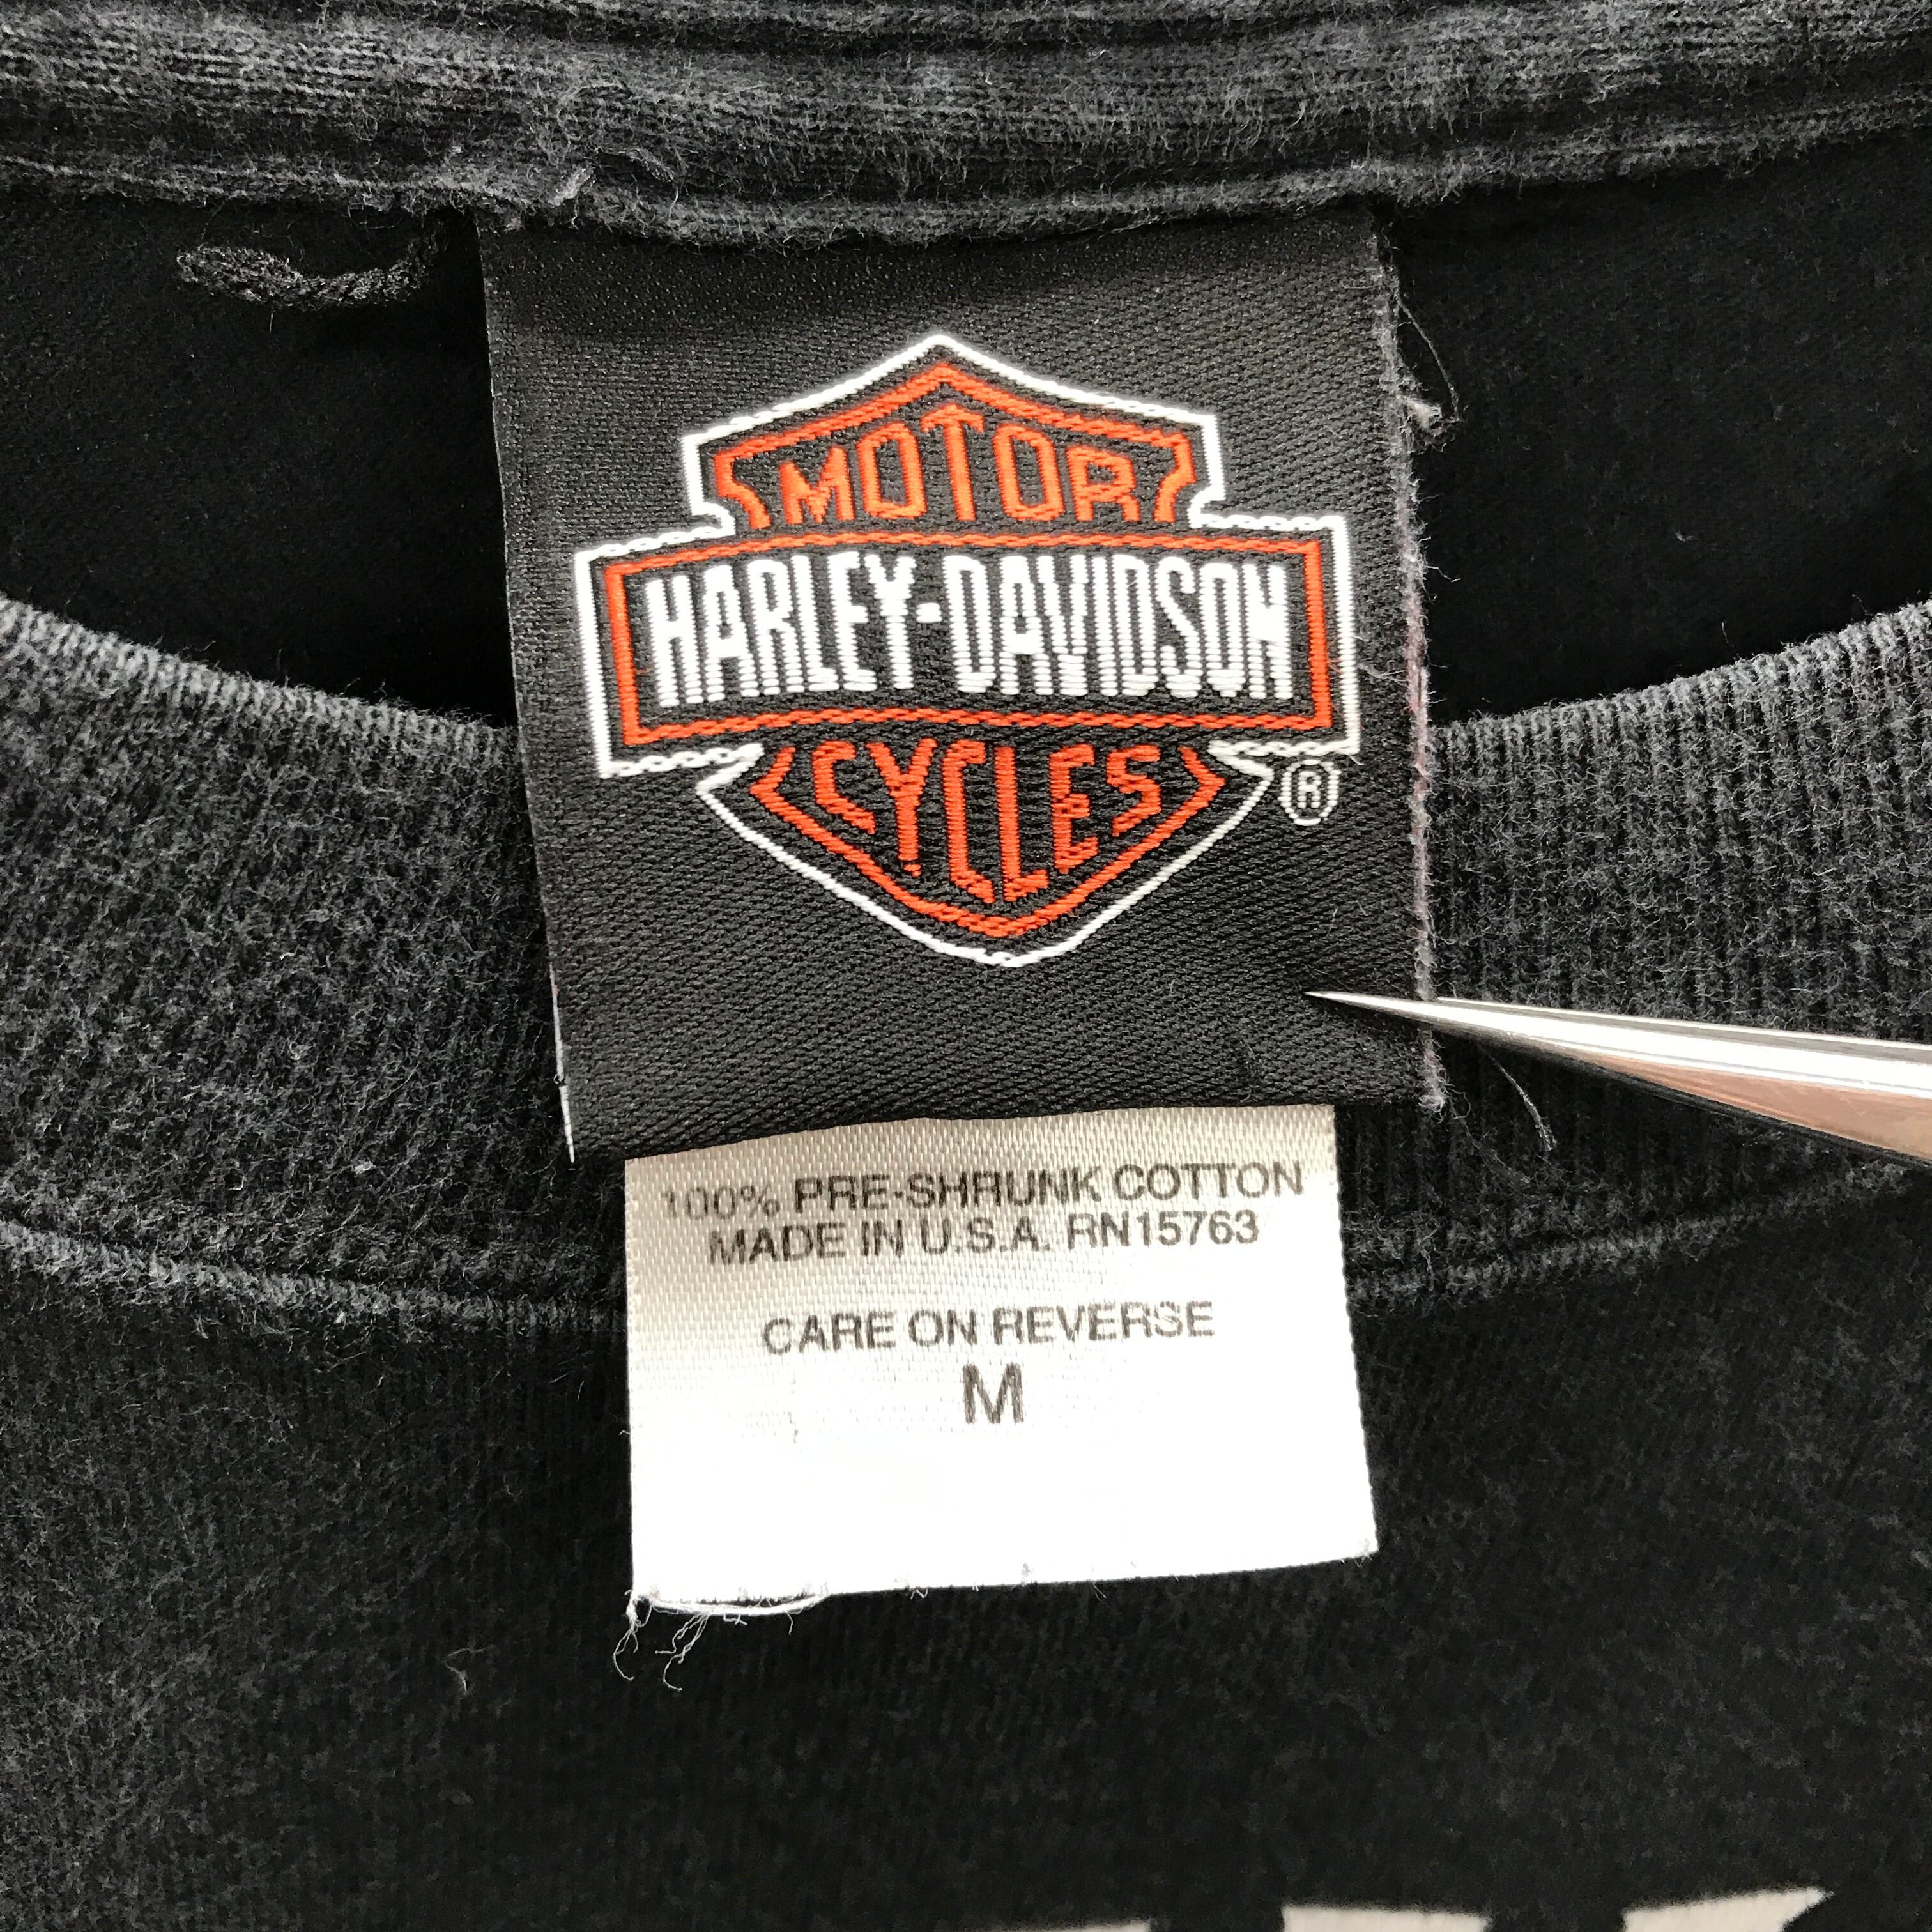 MOTOR
HARLEY-DAVIDSON
CYCLES
®
100% PRE-SHRUNK COTTON
MADE IN U.S.A. RN15763
CARE ON REVERSE
M